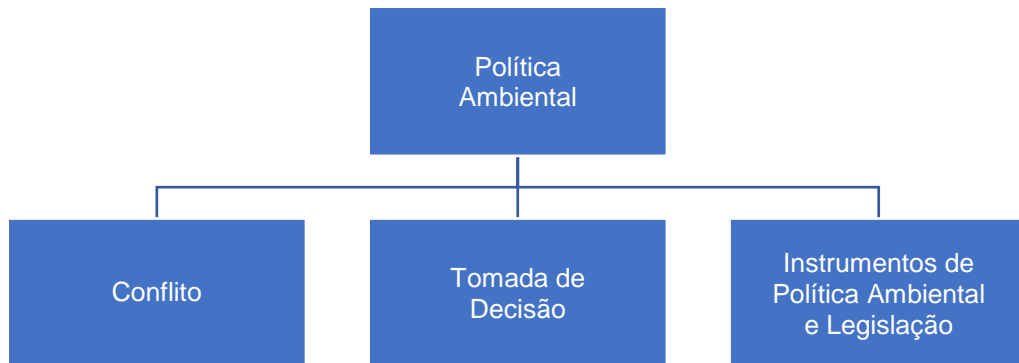 Política
Ambiental
Conflito
Tomada de
Decisão
Instrumentos de
Política Ambiental
e Legislação